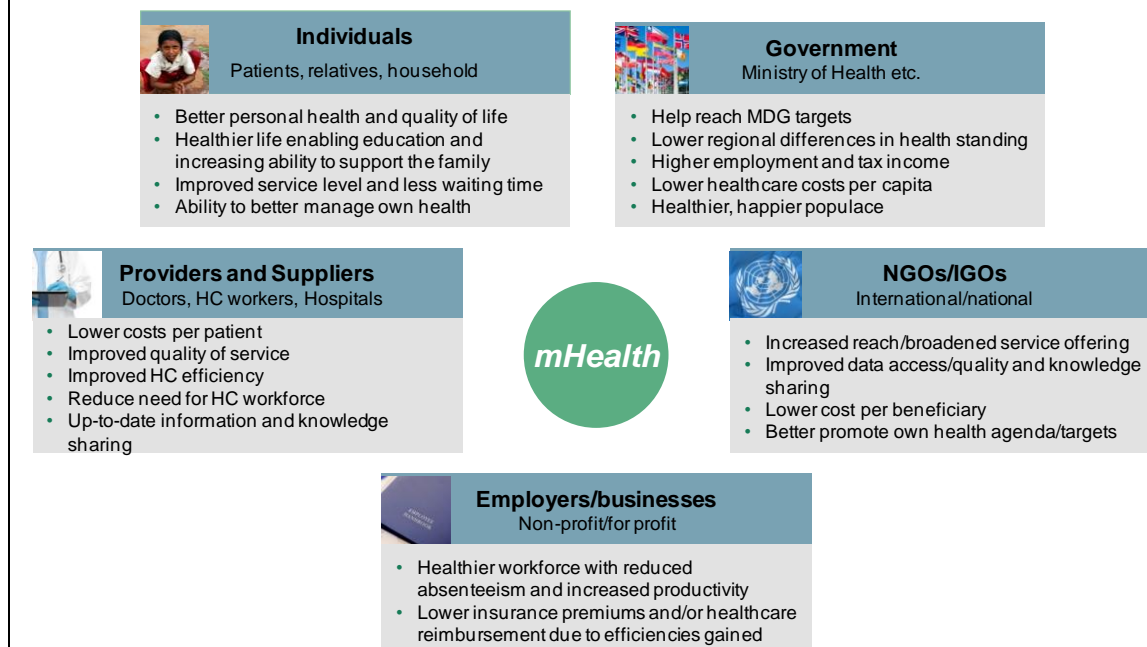 Individuals
Patients, relatives, household
• Better personal health and quality of life
• Healthier life enabling education and
increasing ability to support the family
• Improved service level and less waiting time
• Ability to better manage own health
Government
Ministry of Health etc.
• Help reach MDG targets
• Lower regional differences in health standing
• Higher employment and tax income
• Lower healthcare costs per capita
• Healthier, happier populace
Providers and Suppliers
Doctors, HC workers, Hospitals
• Lower costs per patient
• Improved quality of service
• Improved HC efficiency
• Reduce need for HC workforce
• Up-to-date information and knowledge
sharing
mHealth
NGOs/IGOs
International/national
• Increased reach/broadened service offering
• Improved data access/quality and knowledge
sharing
• Lower cost per beneficiary
• Better promote own health agenda/targets
EMPLOYEE
HANDBOOK
Employers/businesses
Non-profit/for profit
• Healthier workforce with reduced
absenteeism and increased productivity
• Lower insurance premiums and/or healthcare
reimbursement due to efficiencies gained